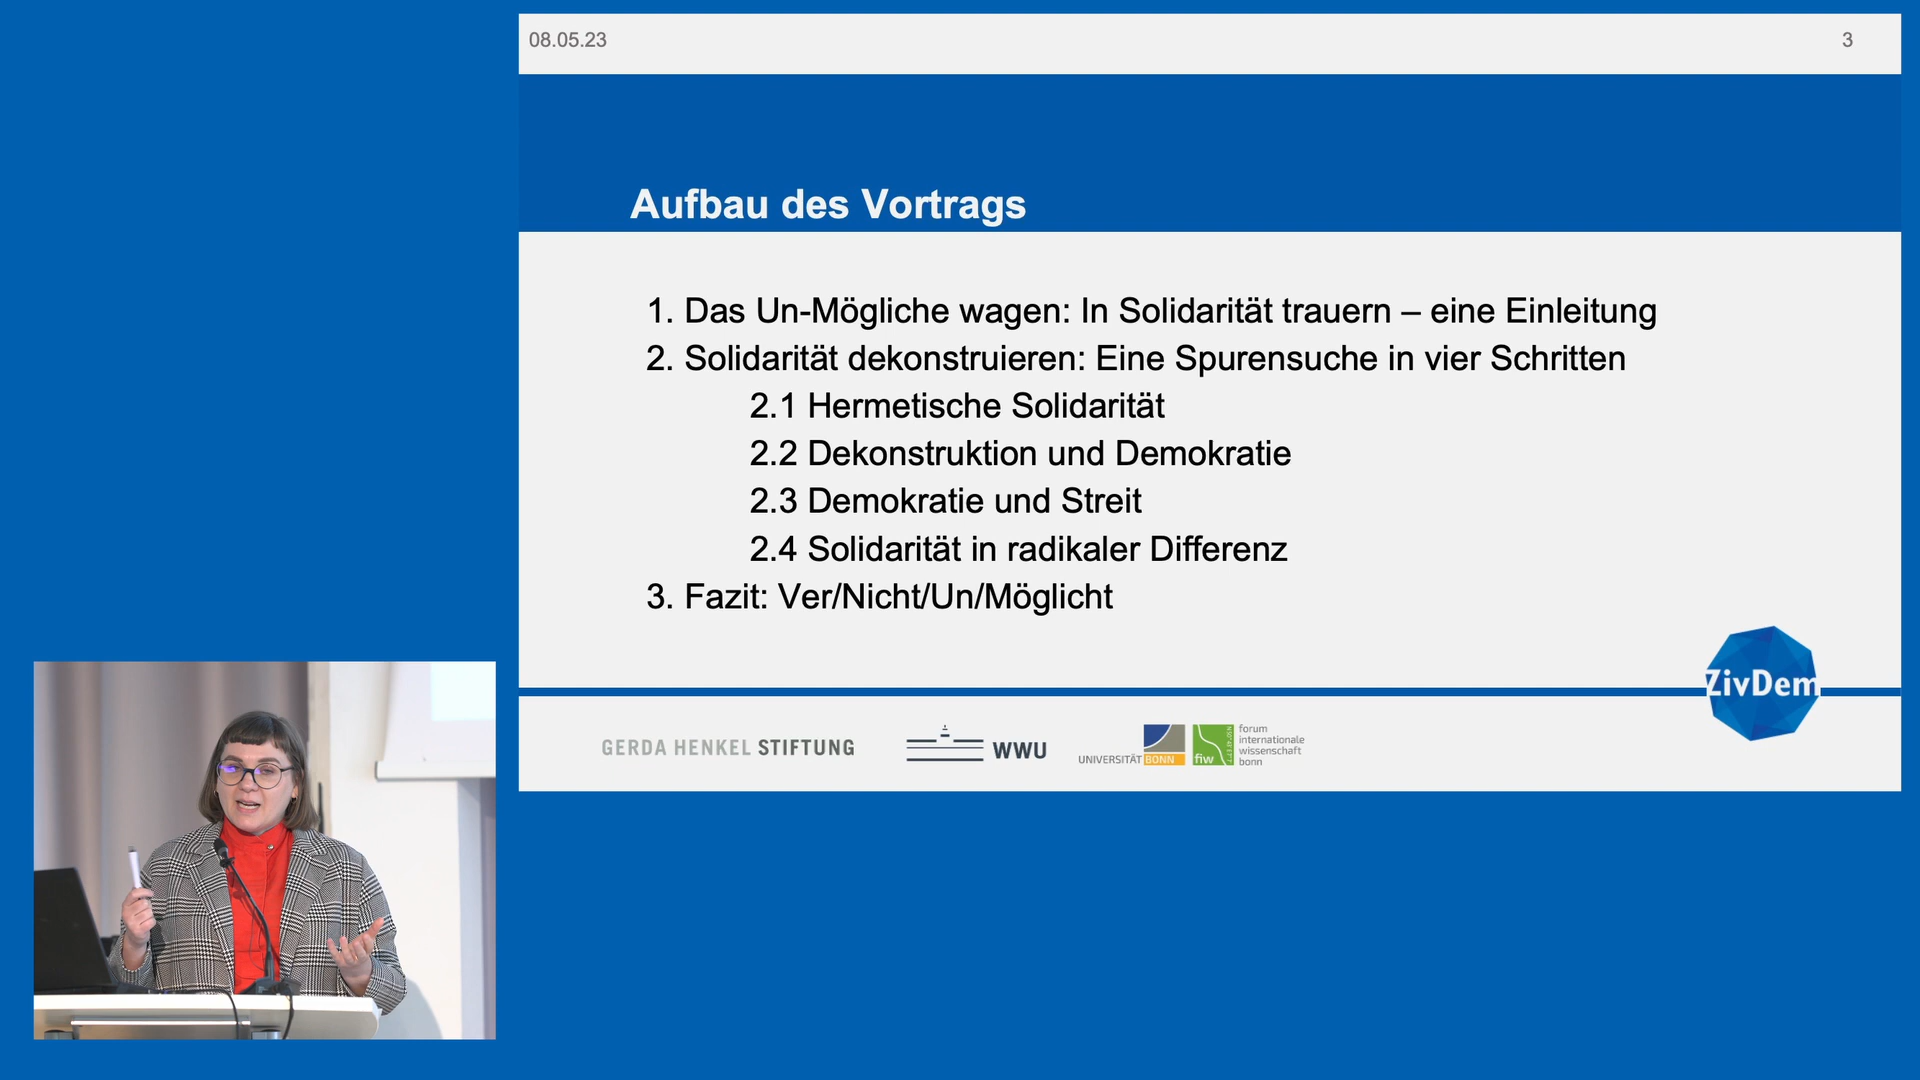 08.05.23
3
Aufbau des Vortrags
1. Das Un-Mögliche wagen: In Solidarität trauern – eine Einleitung
2. Solidarität dekonstruieren: Eine Spurensuche in vier Schritten
2.1 Hermetische Solidarität
2.2 Dekonstruktion und Demokratie
2.3 Demokratie und Streit
2.4 Solidarität in radikaler Differenz
3. Fazit: Ver/Nicht/Un/Möglicht
ZivDem
GERDA HENKEL STIFTUNG
WWU
UNIVERSITÄT BONN
fiw
forum
internationale
wissenschaft
bonn